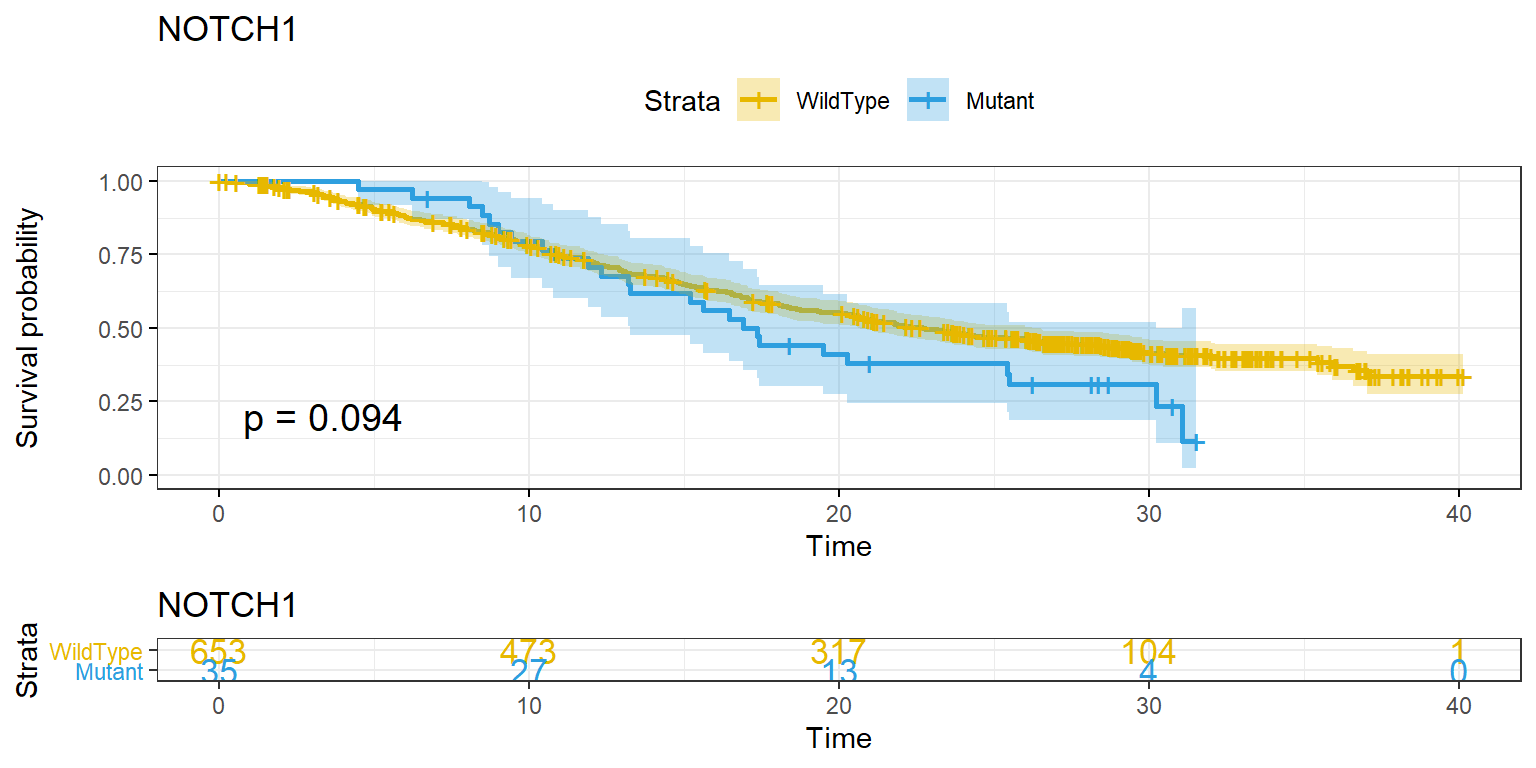 NOTCH1
Strata WildType Mutant
1.00
0.75
0.50
0.25
0.00
Survival probability
p = 0.094
0 10 20 30 40
Time
NOTCH1
Strata
WildType 653 473 317 104 1
Mutant 35 27 13 4 0
0 10 20 30 40
Time